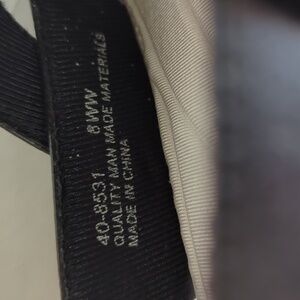 40-8531 8WW
QUALITY MAN MADE MATERIALS
MADE IN CHINA